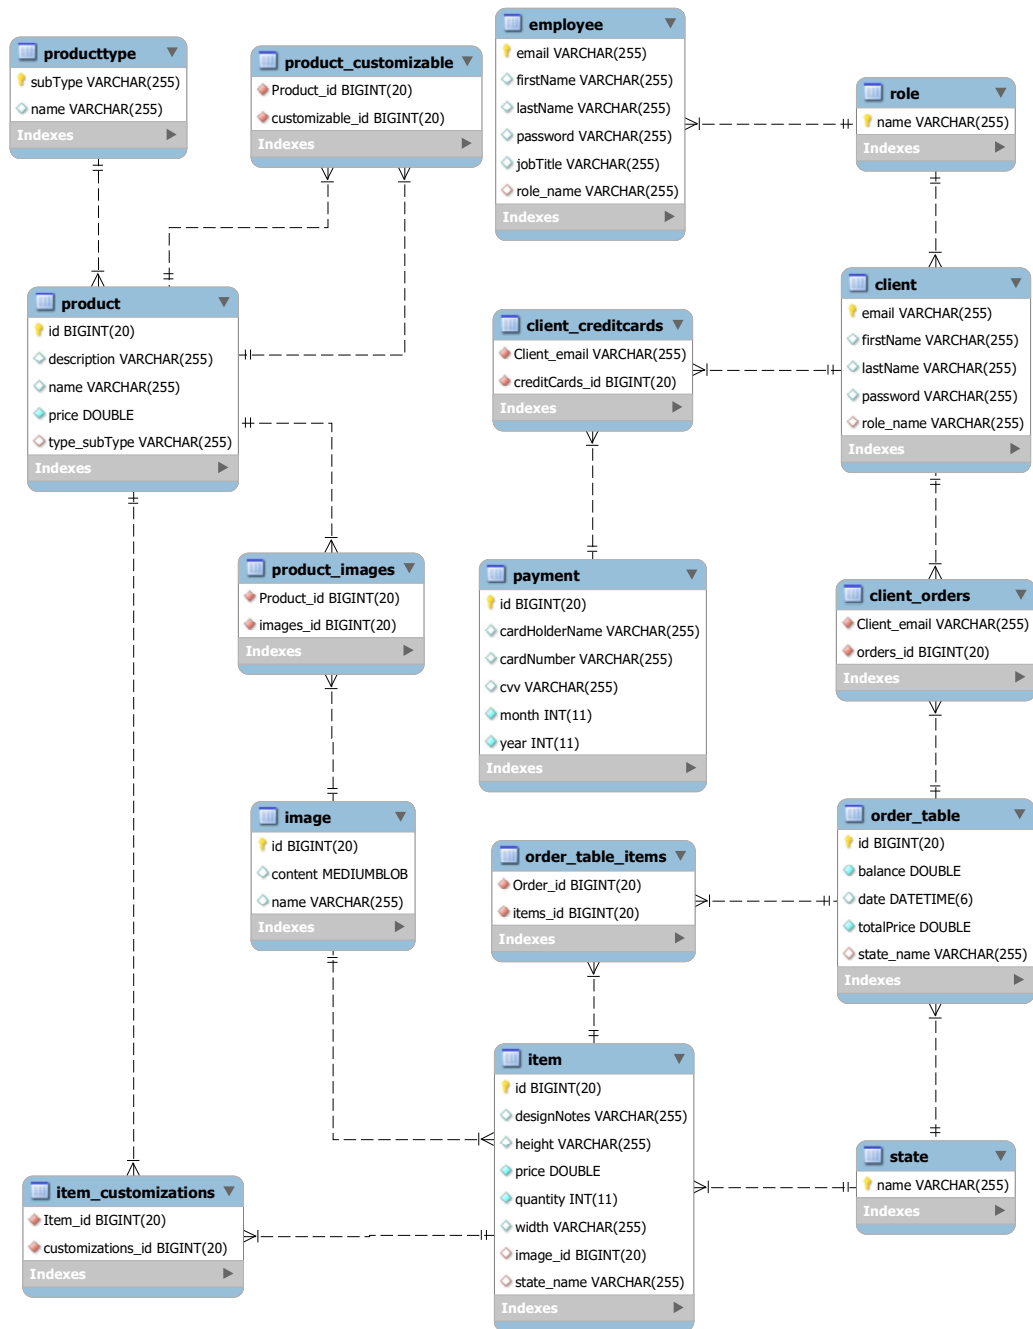 producttype
subType VARCHAR(255)
name VARCHAR(255)
Indexes
product_customizable
Product_id BIGINT(20)
customizable_id BIGINT(20)
Indexes
employee
email VARCHAR(255)
firstName VARCHAR(255)
lastName VARCHAR(255)
password VARCHAR(255)
jobTitle VARCHAR(255)
role_name VARCHAR(255)
Indexes
role
name VARCHAR(255)
Indexes
product
id BIGINT(20)
description VARCHAR(255)
name VARCHAR(255)
price DOUBLE
type_subType VARCHAR(255)
Indexes
client_creditcards
Client_email VARCHAR(255)
creditCards_id BIGINT(20)
Indexes
client
email VARCHAR(255)
firstName VARCHAR(255)
lastName VARCHAR(255)
password VARCHAR(255)
role_name VARCHAR(255)
Indexes
product_images
Product_id BIGINT(20)
images_id BIGINT(20)
Indexes
payment
id BIGINT(20)
cardHolderName VARCHAR(255)
cardNumber VARCHAR(255)
cvv VARCHAR(255)
month INT(11)
year INT(11)
Indexes
client_orders
Client_email VARCHAR(255)
orders_id BIGINT(20)
Indexes
image
id BIGINT(20)
content MEDIUMBLOB
name VARCHAR(255)
Indexes
order_table_items
Order_id BIGINT(20)
items_id BIGINT(20)
Indexes
order_table
id BIGINT(20)
balance DOUBLE
date DATETIME(6)
totalPrice DOUBLE
state_name VARCHAR(255)
Indexes
item
id BIGINT(20)
designNotes VARCHAR(255)
height VARCHAR(255)
price DOUBLE
quantity INT(11)
width VARCHAR(255)
image_id BIGINT(20)
state_name VARCHAR(255)
Indexes
state
name VARCHAR(255)
Indexes
item_customizations
Item_id BIGINT(20)
customizations_id BIGINT(20)
Indexes